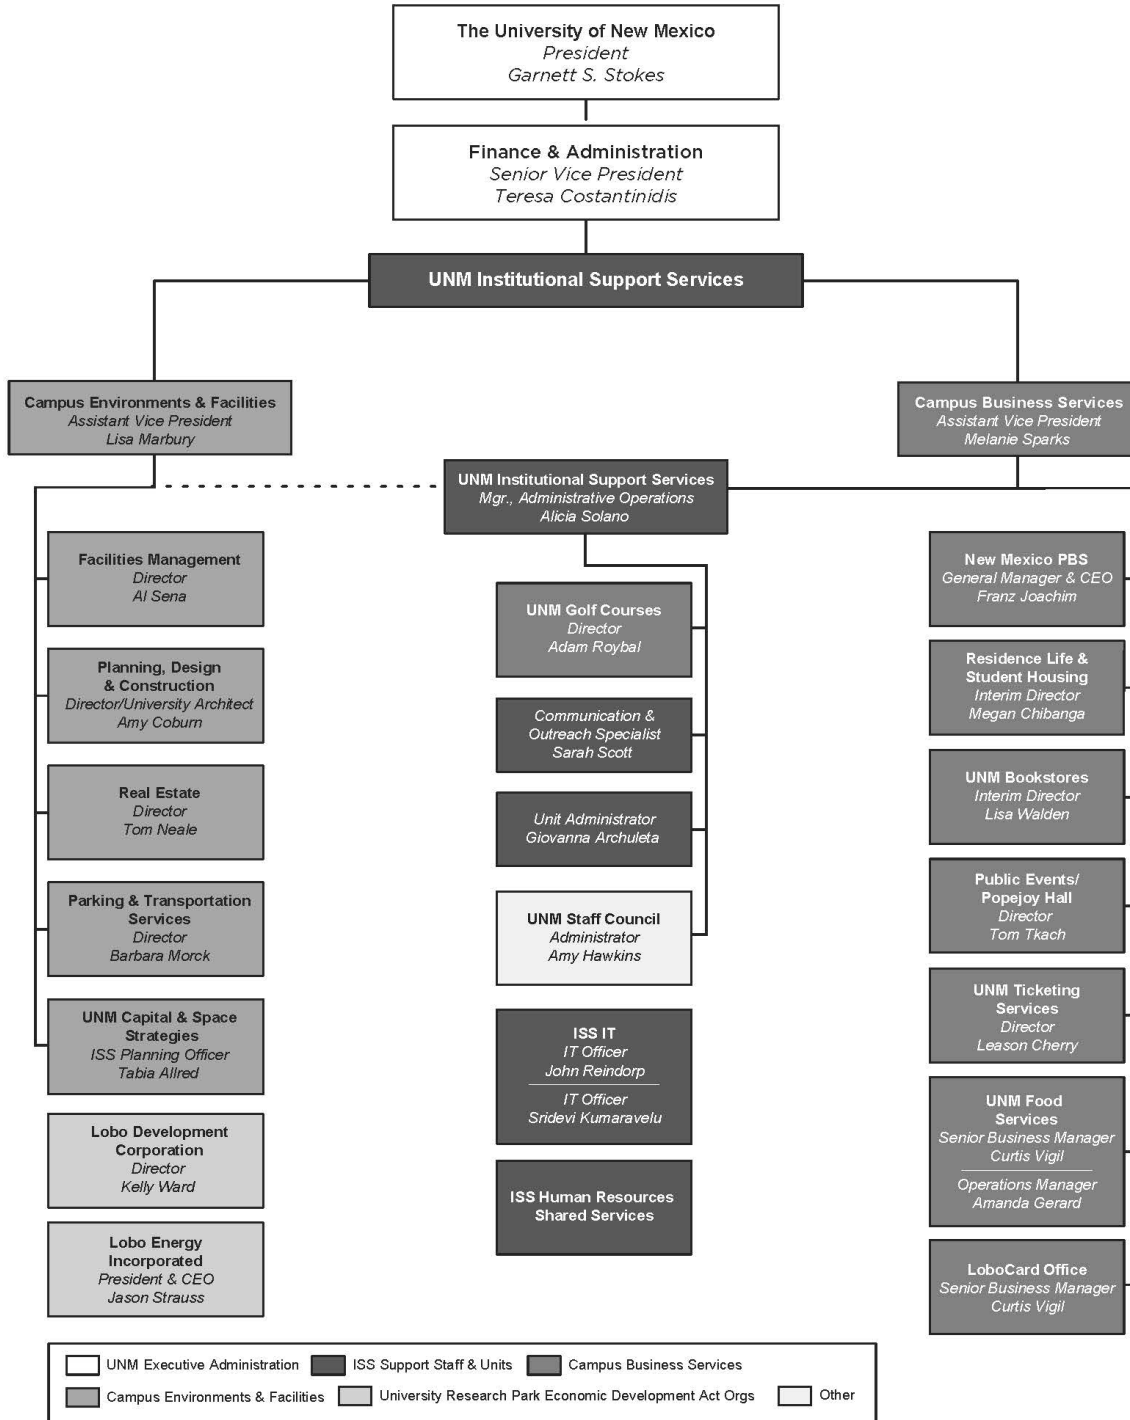 The University of New Mexico
President
Garnett S. Stokes
Finance & Administration
Senior Vice President
Teresa Costantinidis
UNM Institutional Support Services
Campus Environments & Facilities
Assistant Vice President
Lisa Marbury
Campus Business Services
Assistant Vice President
Melanie Sparks
UNM Institutional Support Services
Mgr., Administrative Operations
Alicia Solano
Facilities Management
Director
Al Sena
Planning, Design
& Construction
Director/University Architect
Amy Coburn
Real Estate
Director
Tom Neale
Parking & Transportation
Services
Director
Barbara Morck
UNM Capital & Space
Strategies
ISS Planning Officer
Tabia Allred
Lobo Development
Corporation
Director
Kelly Ward
Lobo Energy
Incorporated
President & CEO
Jason Strauss
UNM Golf Courses
Director
Adam Roybal
Communication &
Outreach Specialist
Sarah Scott
Unit Administrator
Giovanna Archuleta
UNM Staff Council
Administrator
Amy Hawkins
ISS IT
IT Officer
John Reindorp
IT Officer
Sridevi Kumaravelu
ISS Human Resources
Shared Services
New Mexico PBS
General Manager & CEO
Franz Joachim
Residence Life &
Student Housing
Interim Director
Megan Chibanga
UNM Bookstores
Interim Director
Lisa Walden
Public Events/
Popejoy Hall
Director
Tom Tkach
UNM Ticketing
Services
Director
Leason Cherry
UNM Food
Services
Senior Business Manager
Curtis Vigil
Operations Manager
Amanda Gerard
LoboCard Office
Senior Business Manager
Curtis Vigil
UNM Executive Administration
ISS Support Staff & Units
Campus Business Services
Campus Environments & Facilities
University Research Park Economic Development Act Orgs
Other